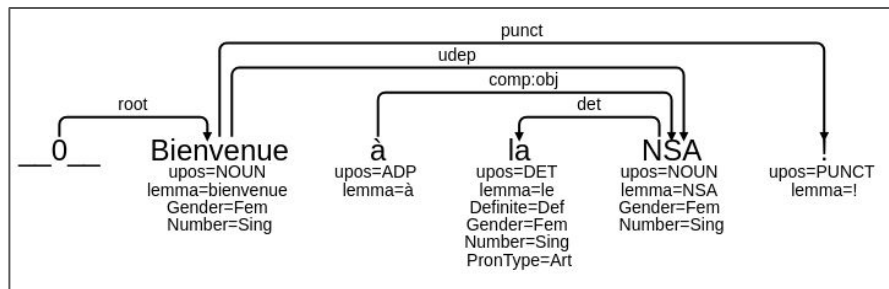 punct
udep
comp:obj
root det
__0__ Bienvenue à la NSA !
upos=NOUN upos=ADP upos=DET upos=NOUN upos=PUNCT
lemma=bienvenue lemma=à lemma=le lemma=NSA lemma=!
Gender=Fem Definite=Def Gender=Fem
Number=Sing Gender=Fem Number=Sing
Number=Sing
PronType=Art